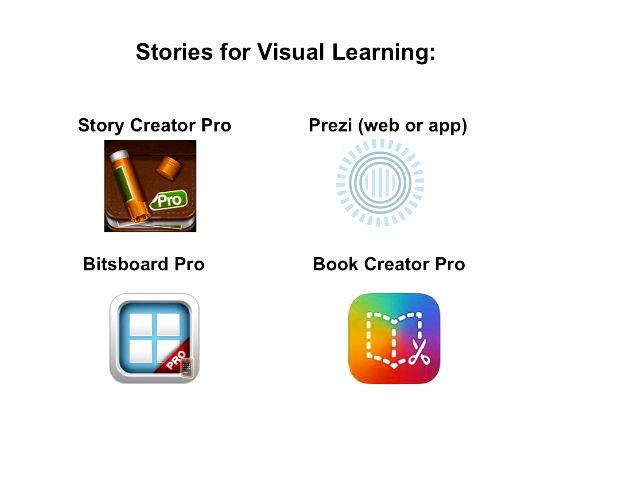 Stories for Visual Learning:
Story Creator Pro
Prezi (web or app)
Pro
Bitsboard Pro
Book Creator Pro
PRO